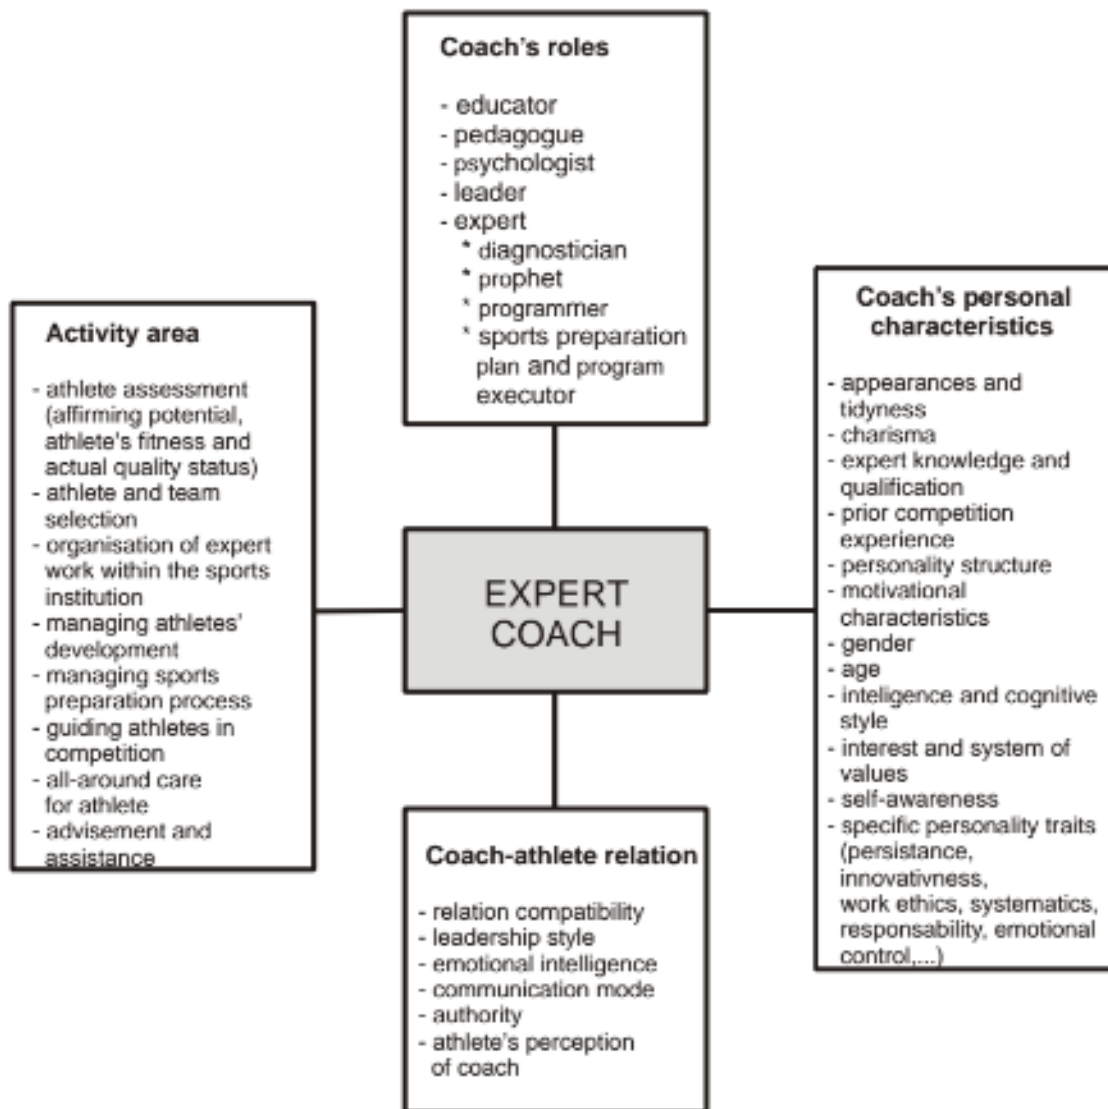 Coach's roles
- educator
- pedagogue
- psychologist
- leader
- expert
* diagnostician
* prophet
* programmer
* sports preparation
plan and program
executor
Activity area
- athlete assessment
(affirming potential,
athlete's fitness and
actual quality status)
- athlete and team
selection
- organisation of expert
work within the sports
institution
- managing athletes'
development
- managing sports
preparation process
- guiding athletes in
competition
- all-around care
for athlete
- advisement and
assistance
EXPERT
COACH
Coach's personal
characteristics
- appearances and
tidyness
- charisma
- expert knowledge and
qualification
- prior competition
experience
- personality structure
- motivational
characteristics
- gender
- age
- inteligence and cognitive
style
- interest and system of
values
- self-awareness
- specific personality traits
(persistance,
innovativness,
work ethics, systematics,
responsability, emotional
control,...)
Coach-athlete relation
- relation compatibility
- leadership style
- emotional intelligence
- communication mode
- authority
- athlete's perception
of coach